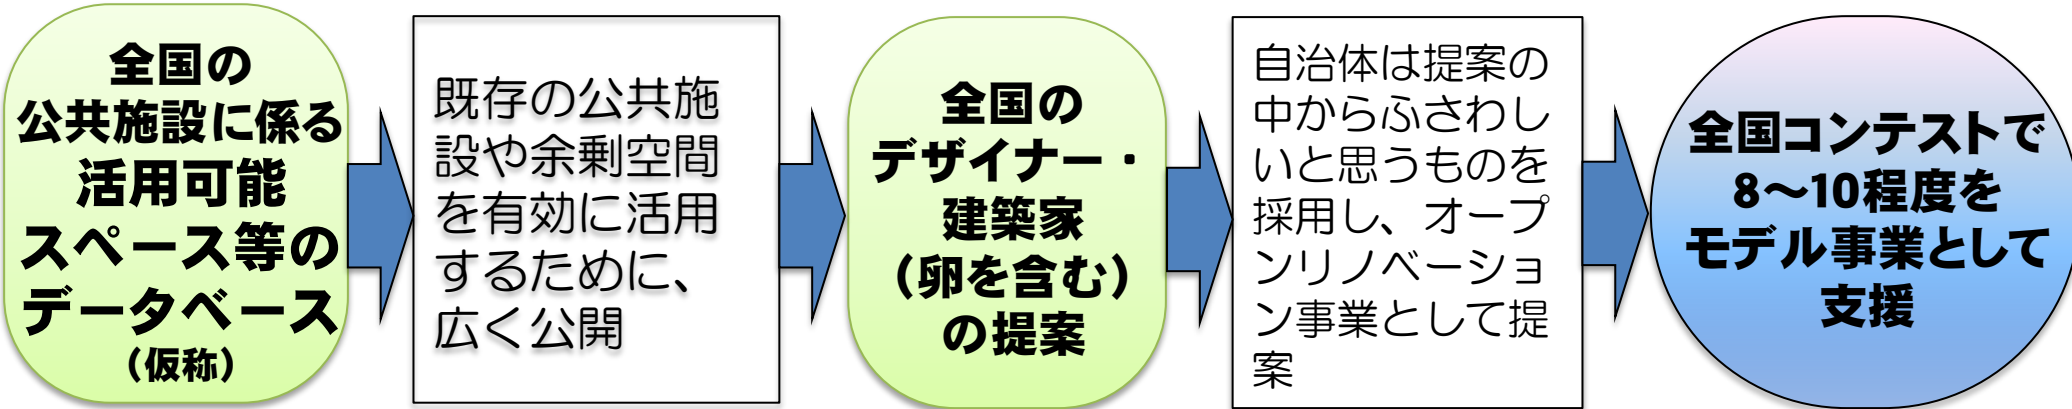 全国の
公共施設に係る
活用可能
スペース等の
データベース
（仮称）
既存の公共施
設や余剰空間
を有効に活用
するために、
広く公開
全国の
デザイナー・
建築家
（卵を含む）
の提案
自治体は提案の
中からふさわし
いと思うものを
採用し、オープ
ンリノベーショ
ン事業として提
案
全国コンテストで
8～10程度を
モデル事業として
支援